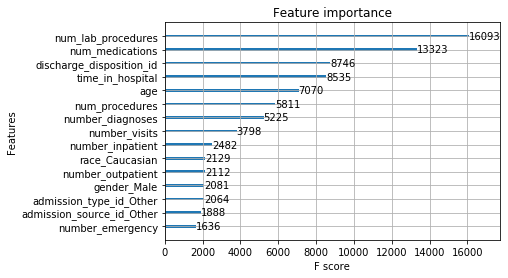 Feature importance
Features
num_lab_procedures 16093
num_medications 13323
discharge_disposition_id 8746
time_in_hospital 8535
age 7070
num_procedures 5811
number_diagnoses 5225
number_visits 3798
number_inpatient 2482
race_Caucasian 2129
number_outpatient 2112
gender_Male 2081
admission_type_id_Other 2064
admission_source_id_Other 1888
number_emergency 1636
0 2000 4000 6000 8000 10000 12000 14000 16000
F score